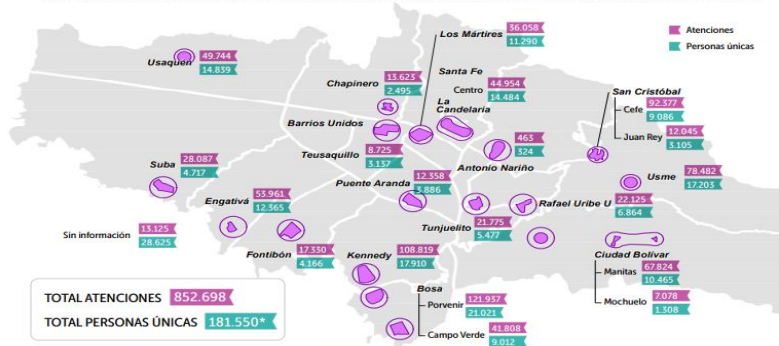 Atenciones
Personas únicas
Los Mártires
36.058
11.290
Usaquén
49.744
14.839
Chapinero
13.623
2.495
Santa Fe
Centro
44.954
14.484
La
Candelaria
San Cristóbal
Cefe
92.377
9.086
Juan Rey
12.045
3.105
Barrios Unidos
Teusaquillo
8.725
3.137
463
324
Antonio Nariño
Suba
28.087
4.717
Puente Aranda
12.358
3.886
Usme
78.482
17.203
Engativá
53.961
12.365
Rafael Uribe U
22.125
6.864
Sin información
13.125
28.625
Tunjuelito
21.775
5.477
Fontibón
17.330
4.166
Kennedy
108.819
17.910
Ciudad Bolívar
Manitas
67.824
10.465
Mochuelo
7.078
1.308
Bosa
Porvenir
121.937
21.021
Campo Verde
41.808
9.012
TOTAL ATENCIONES 852.698
TOTAL PERSONAS ÚNICAS 181.550*